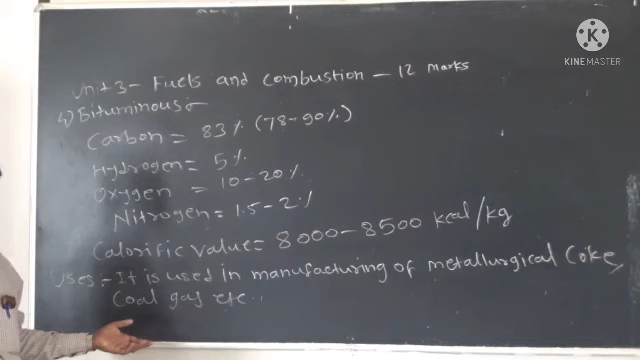 KINEMASTER
Unit 3 - Fuels and combustion - 12 marks
4) Bituminous:-
Carbon = 83% (78-90%)
Hydrogen = 5%
Oxygen = 10-20%
Nitrogen = 1.5-2%
Calorific value = 8000-8500 kcal/kg
Uses - It is used in manufacturing of metallurgical coke,
Coal gas etc..